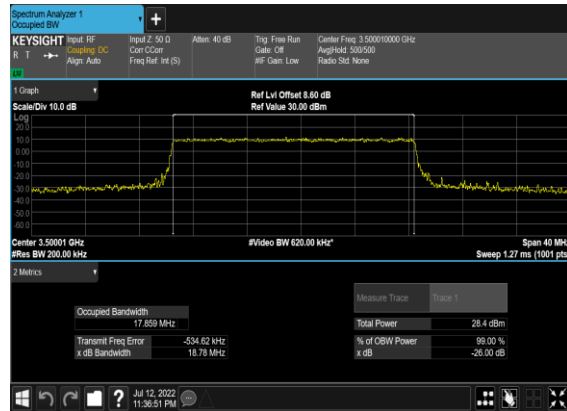 Spectrum Analyzer 1
Occupied BW
+
KEYSIGHT Input: RF Input Z: 50 Ω Atten: 40 dB Trig: Free Run Center Freq: 3.500010000 GHz
R T Coupling: DC Corr CCorr Gate: Off Avg|Hold: 500/500
Align: Auto Freq Ref: Int (S) #IF Gain: Low Radio Std: None
1 Graph
Ref Lvl Offset 8.60 dB
Scale/Div 10.0 dB Ref Value 30.00 dBm
Log
20.0
10.0
0.00
-10.0
-20.0
-30.0
-40.0
-50.0
-60.0
Center 3.50001 GHz #Video BW 620.00 kHz* Span 40 MHz
#Res BW 200.00 kHz Sweep 1.27 ms (1001 pts
2 Metrics
Measure Trace Trace 1
Occupied Bandwidth
17.859 MHz Total Power 28.4 dBm
Transmit Freq Error -534.62 kHz % of OBW Power 99.00 %
x dB Bandwidth 18.78 MHz x dB -26.00 dB
? Jul 12, 2022
11:36:51 PM